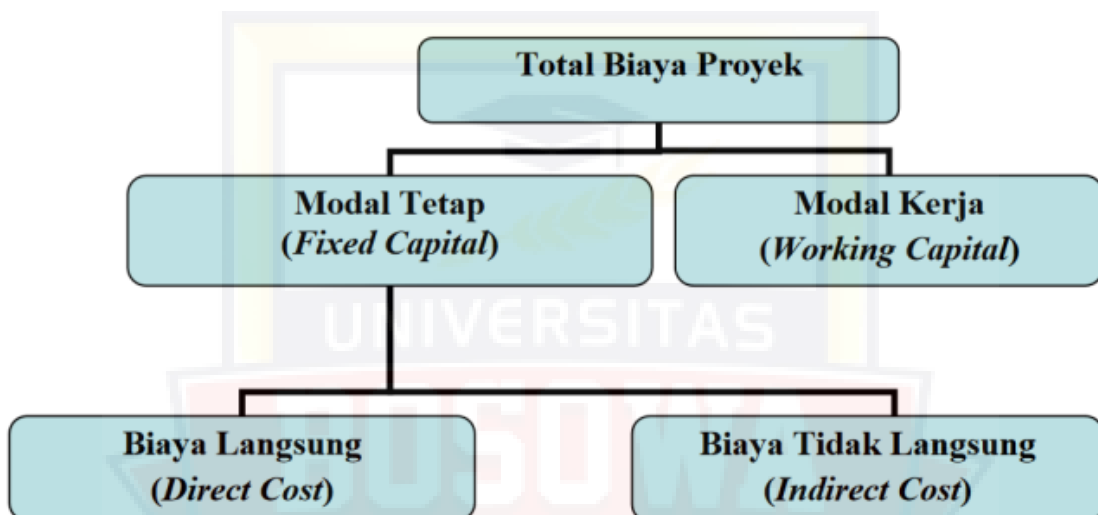 Total Biaya Proyek
Modal Tetap
(Fixed Capital)
Modal Kerja
(Working Capital)
UNIVERSITAS
BOSOWA
Biaya Langsung
(Direct Cost)
Biaya Tidak Langsung
(Indirect Cost)